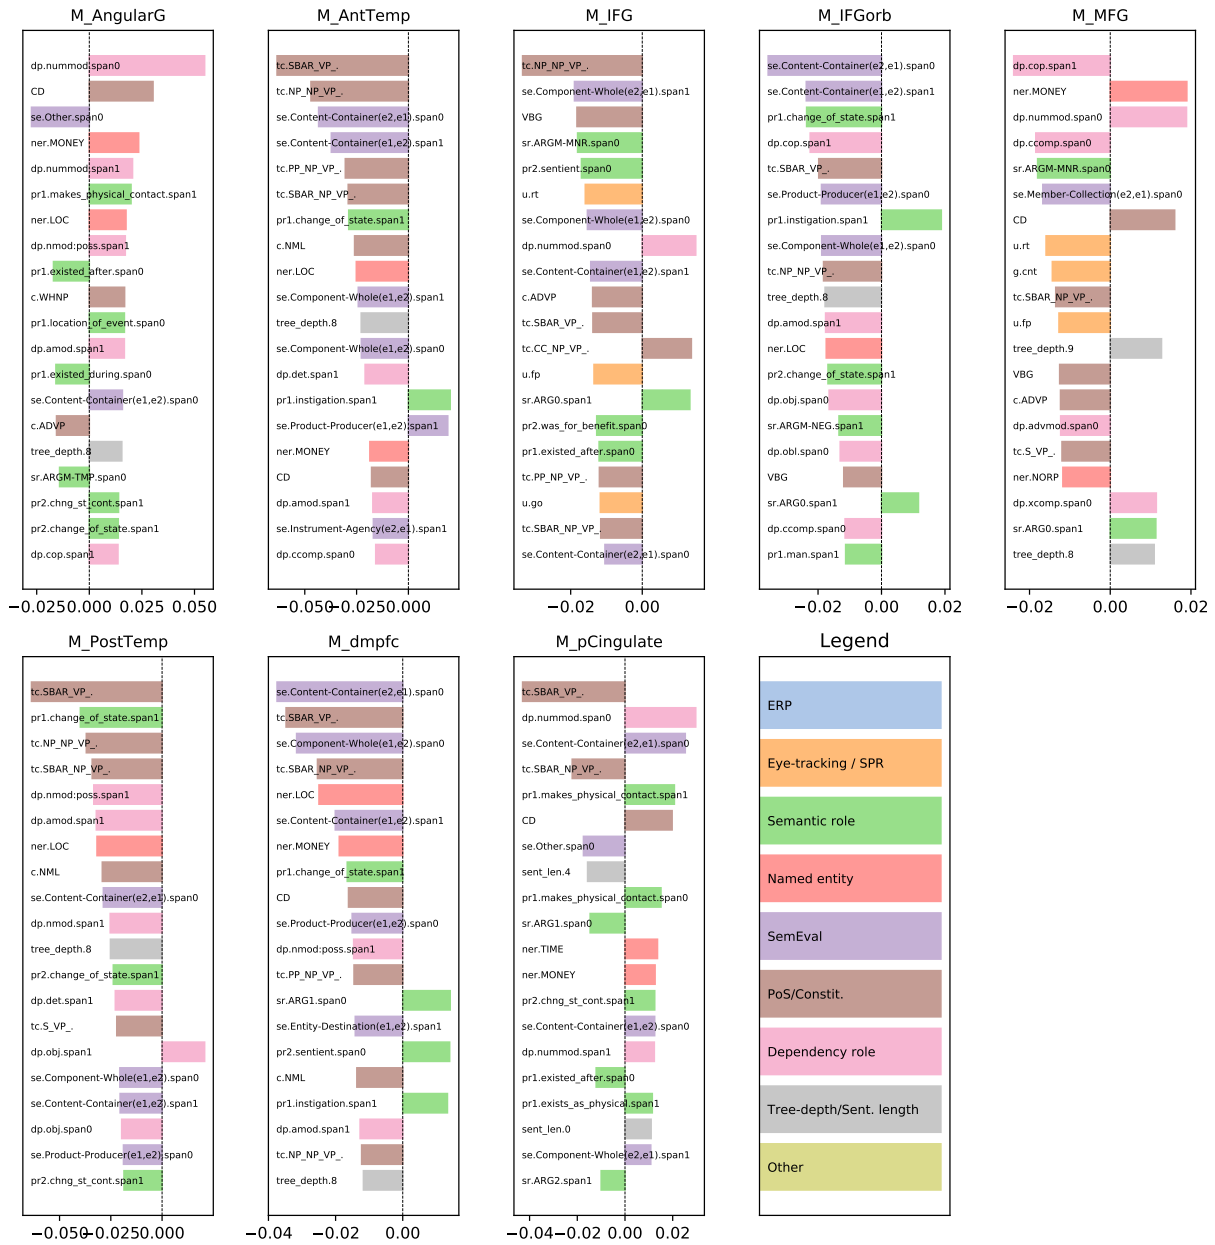 M_AngularG
dp.nummod.span0
CD
se.Other.span0
ner.MONEY
dp.nummod.span1
pr1.makes_physical_contact.span1
ner.LOC
dp.nmod:poss.span1
pr1.existed_after.span0
c.WHNP
pr1.location_of_event.span0
dp.amod.span1
pr1.existed_during.span0
se.Content-Container(e1,e2).span0
c.ADVP
tree_depth.8
sr.ARGM-TMP.span0
pr2.chng_st_cont.span1
pr2.change_of_state.span1
dp.cop.span1
−0.025 0.000 0.025 0.050
M_AntTemp
tc.SBAR_VP_.
tc.NP_NP_VP_.
se.Content-Container(e2,e1).span0
se.Content-Container(e1,e2).span1
tc.PP_NP_VP_.
tc.SBAR_NP_VP_.
pr1.change_of_state.span1
c.NML
ner.LOC
se.Component-Whole(e1,e2).span1
tree_depth.8
se.Component-Whole(e1,e2).span0
dp.det.span1
pr1.instigation.span1
se.Product-Producer(e1,e2).span1
ner.MONEY
CD
dp.amod.span1
se.Instrument-Agency(e2,e1).span1
dp.ccomp.span0
−0.050 −0.025 0.000
M_IFG
tc.NP_NP_VP_.
se.Component-Whole(e2,e1).span1
VBG
sr.ARGM-MNR.span0
pr2.sentient.span0
u.rt
se.Component-Whole(e1,e2).span0
dp.nummod.span0
se.Content-Container(e1,e2).span1
c.ADVP
tc.SBAR_VP_.
tc.CC_NP_VP_.
u.fp
sr.ARG0.span1
pr2.was_for_benefit.span0
pr1.existed_after.span0
tc.PP_NP_VP_.
u.go
tc.SBAR_NP_VP_.
se.Content-Container(e2,e1).span0
−0.02 0.00
M_IFGorb
se.Content-Container(e2,e1).span0
se.Content-Container(e1,e2).span1
pr1.change_of_state.span1
dp.cop.span1
tc.SBAR_VP_.
se.Product-Producer(e1,e2).span0
pr1.instigation.span1
se.Component-Whole(e1,e2).span0
tc.NP_NP_VP_.
tree_depth.8
dp.amod.span1
ner.LOC
pr2.change_of_state.span1
dp.obj.span0
sr.ARGM-NEG.span1
dp.obl.span0
VBG
sr.ARG0.span1
dp.ccomp.span0
pr1.man.span1
−0.02 0.00 0.02
M_MFG
dp.cop.span1
ner.MONEY
dp.nummod.span0
dp.ccomp.span0
sr.ARGM-MNR.span0
se.Member-Collection(e2,e1).span0
CD
u.rt
g.cnt
tc.SBAR_NP_VP_.
u.fp
tree_depth.9
VBG
c.ADVP
dp.advmod.span0
tc.S_VP_.
ner.NORP
dp.xcomp.span0
sr.ARG0.span1
tree_depth.8
−0.02 0.00 0.02
M_PostTemp
tc.SBAR_VP_.
pr1.change_of_state.span1
tc.NP_NP_VP_.
tc.SBAR_NP_VP_.
dp.nmod:poss.span1
dp.amod.span1
ner.LOC
c.NML
se.Content-Container(e2,e1).span0
dp.nmod.span1
tree_depth.8
pr2.change_of_state.span1
dp.det.span1
tc.S_VP_.
dp.obj.span1
se.Component-Whole(e1,e2).span0
se.Content-Container(e1,e2).span1
dp.obj.span0
se.Product-Producer(e1,e2).span0
pr2.chng_st_cont.span1
−0.050 −0.025 0.000
M_dmpfc
se.Content-Container(e2,e1).span0
tc.SBAR_VP_.
se.Component-Whole(e1,e2).span0
tc.SBAR_NP_VP_.
ner.LOC
se.Content-Container(e1,e2).span1
ner.MONEY
pr1.change_of_state.span1
CD
se.Product-Producer(e1,e2).span0
dp.nmod:poss.span1
tc.PP_NP_VP_.
sr.ARG1.span0
se.Entity-Destination(e1,e2).span1
pr2.sentient.span0
c.NML
pr1.instigation.span1
dp.amod.span1
tc.NP_NP_VP_.
tree_depth.8
−0.04 −0.02 0.00
M_pCingulate
tc.SBAR_VP_.
dp.nummod.span0
se.Content-Container(e2,e1).span0
tc.SBAR_NP_VP_.
pr1.makes_physical_contact.span1
CD
se.Other.span0
sent_len.4
pr1.makes_physical_contact.span0
sr.ARG1.span0
ner.TIME
ner.MONEY
pr2.chng_st_cont.span1
se.Content-Container(e1,e2).span0
dp.nummod.span1
pr1.existed_after.span0
pr1.exists_as_physical.span1
sent_len.0
se.Component-Whole(e2,e1).span1
sr.ARG2.span1
−0.04 −0.02 0.00 0.02
Legend
ERP
Eye-tracking / SPR
Semantic role
Named entity
SemEval
PoS/Constit.
Dependency role
Tree-depth/Sent. length
Other